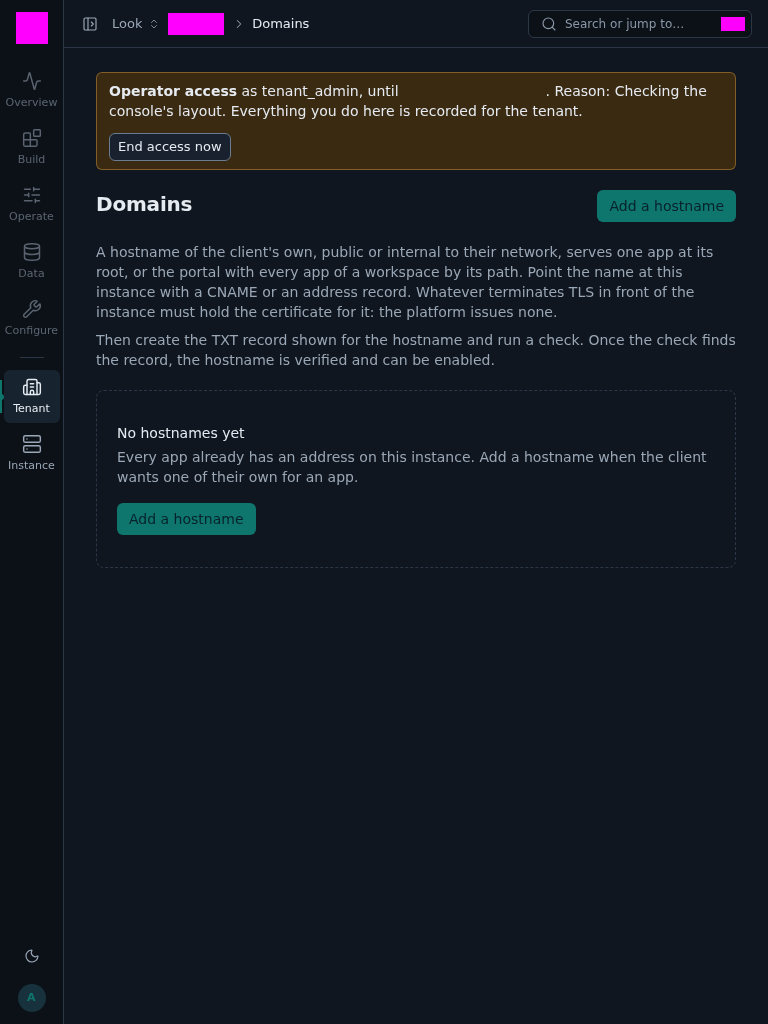 Look
Domains
Search or jump to...
Overview
Build
Operate
Data
Configure
Tenant
Instance
A
Operator access as tenant_admin, until . Reason: Checking the
console's layout. Everything you do here is recorded for the tenant.
End access now
Domains
Add a hostname
A hostname of the client's own, public or internal to their network, serves one app at its
root, or the portal with every app of a workspace by its path. Point the name at this
instance with a CNAME or an address record. Whatever terminates TLS in front of the
instance must hold the certificate for it: the platform issues none.
Then create the TXT record shown for the hostname and run a check. Once the check finds
the record, the hostname is verified and can be enabled.
No hostnames yet
Every app already has an address on this instance. Add a hostname when the client
wants one of their own for an app.
Add a hostname